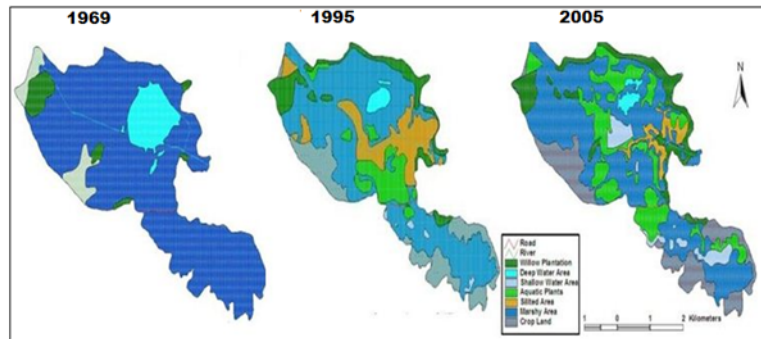 1969
1995
2005
N
Road
River
Willow Plantation
Deep Water Area
Shallow Water Area
Aquatic Plants
Silted Area
Marshy Area
Crop Land
1 0 1 2 Kilometers